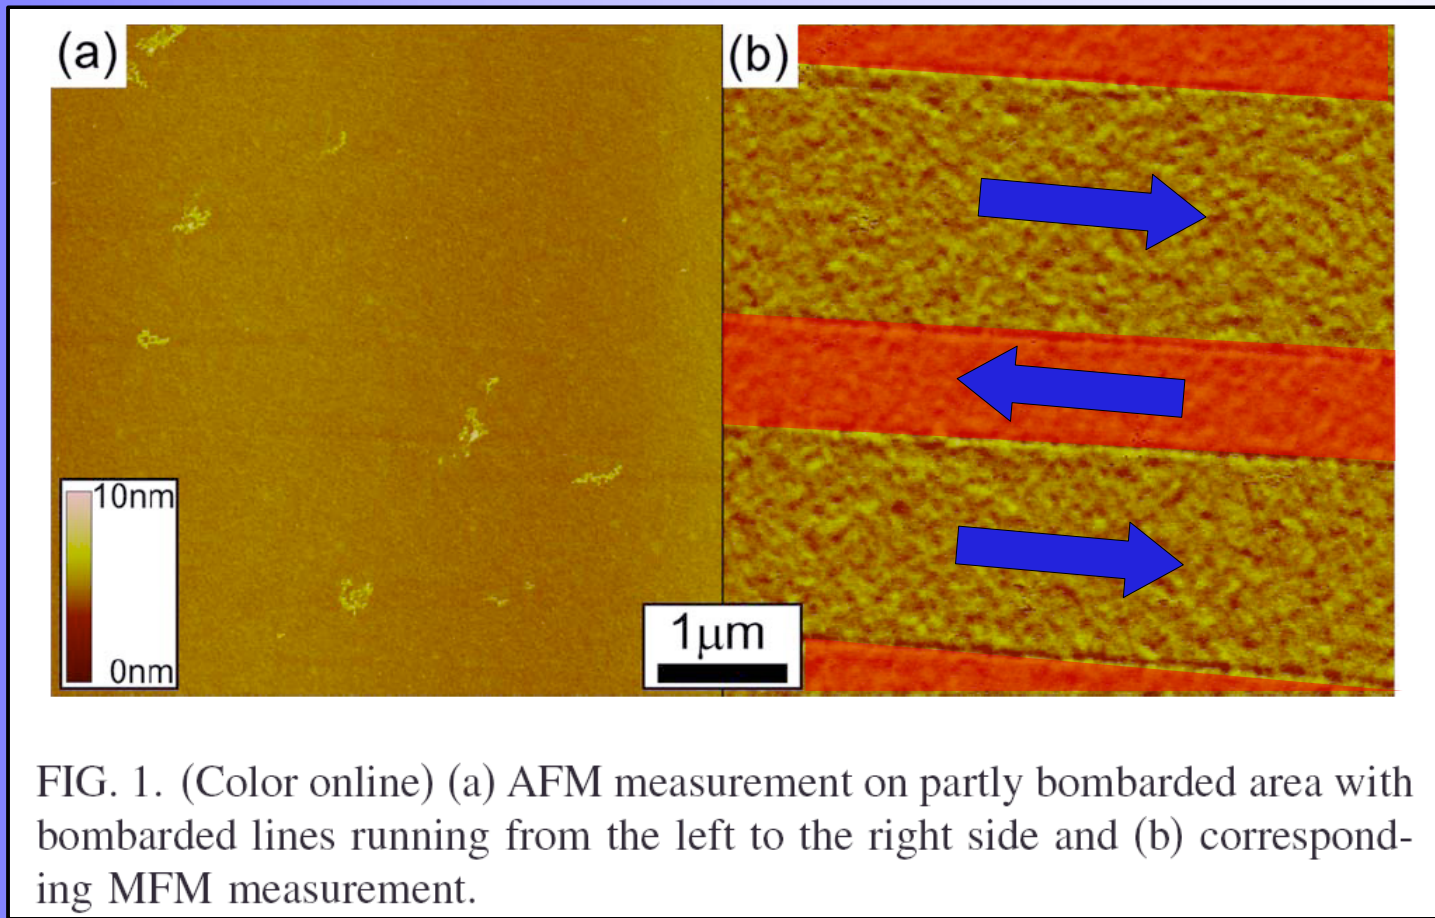 (a)
(b)
10nm
0nm
1μm
FIG. 1. (Color online) (a) AFM measurement on partly bombarded area with
bombarded lines running from the left to the right side and (b) correspond-
ing MFM measurement.